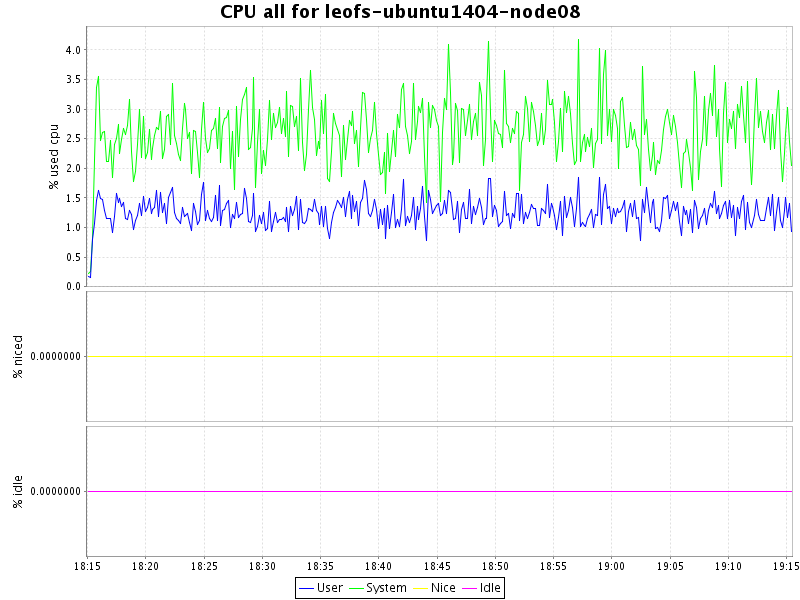 CPU all for leofs-ubuntu1404-node08
% used cpu
4.0
3.5
3.0
2.5
2.0
1.5
1.0
0.5
0.0
% niced
0.0000000
% idle
0.0000000
18:15 18:20 18:25 18:30 18:35 18:40 18:45 18:50 18:55 19:00 19:05 19:10 19:15
User System Nice Idle